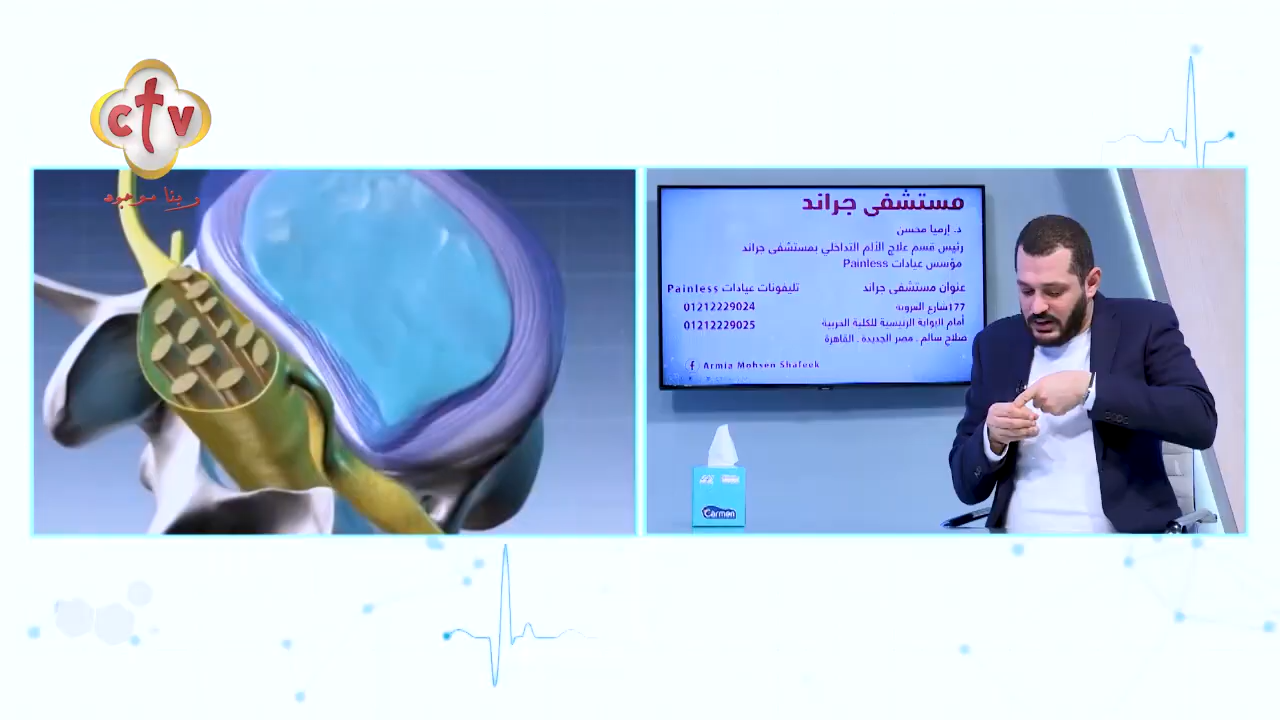 ctv
وبنا موجود
مستشفى جراند
د. إرميا محسن
رئيس قسم علاج الألم التداخلي بمستشفى جراند
مؤسس عيادات Painless
عنوان مستشفى جراند
177شارع العروبة
أمام البوابة الرئيسية للكلية الحربية
صلاح سالم . مصر الجديدة . القاهرة
تليفونات عيادات Painless
01212229024
01212229025
Armia Mohsen Shafeek
Carmen